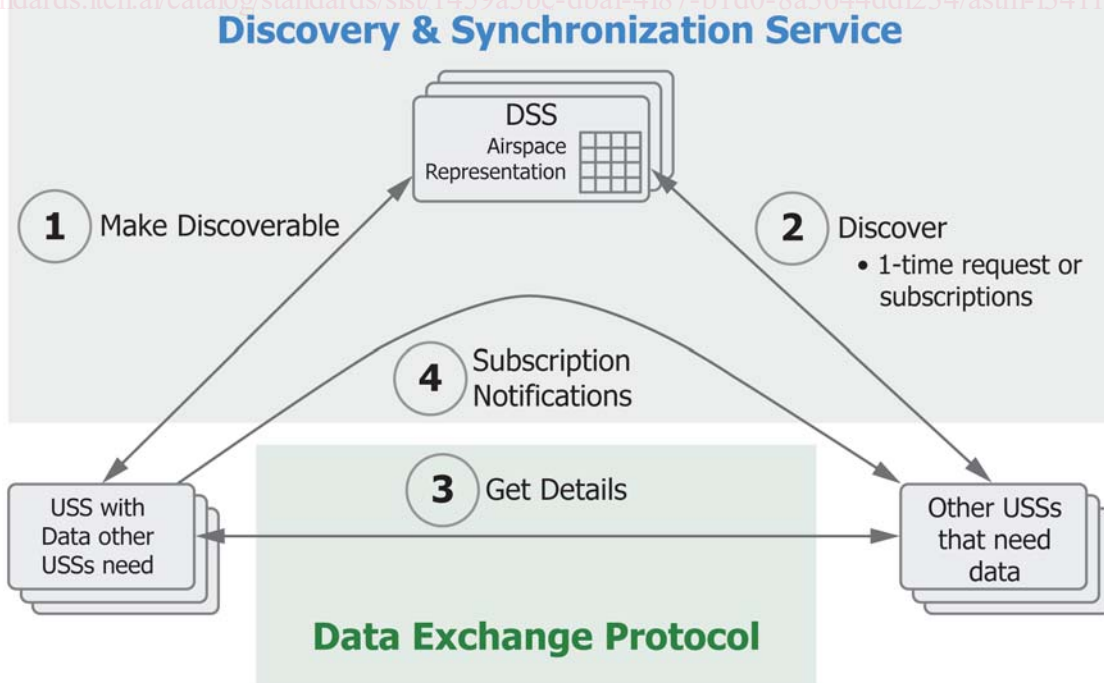 Discovery & Synchronization Service
DSS
Airspace
Representation
1 Make Discoverable
2 Discover
• 1-time request or
subscriptions
4 Subscription
Notifications
3 Get Details
USS with
Data other
USSs need
Other USSs
that need
data
Data Exchange Protocol